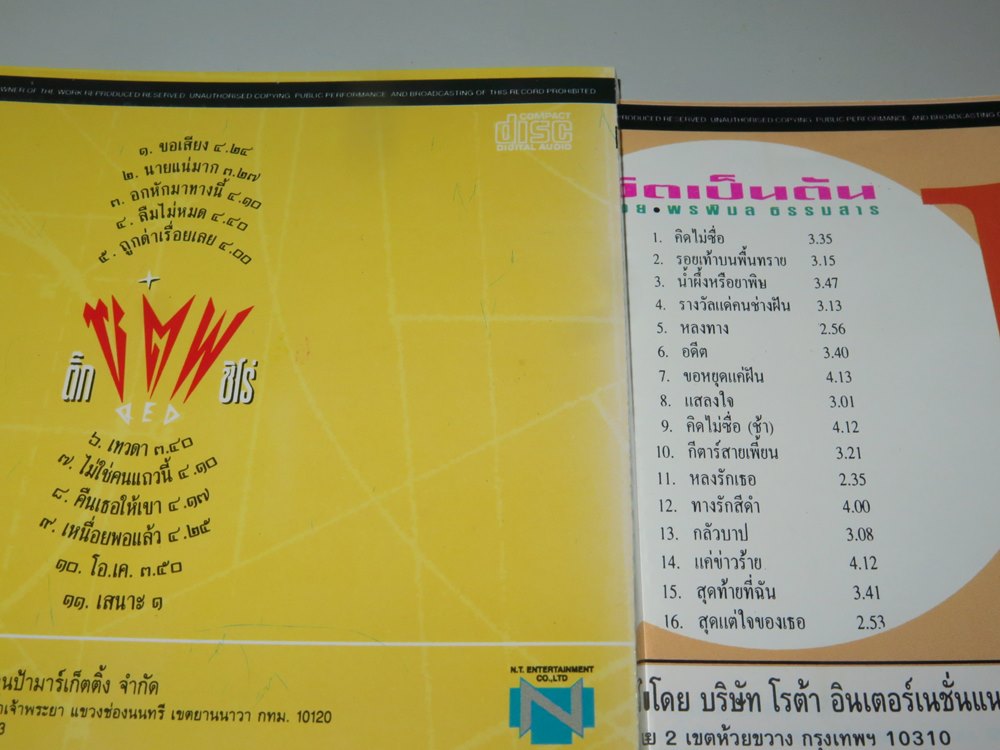 OWNER OF THE WORK REPRODUCED RESERVED. UNAUTHORISED COPYING. PUBLIC PERFORMANCE. AND BROADCASTING OF THIS RECORD PROHIBITED.
COMPACT
disc
DIGITAL AUDIO
๑. ขอเสียง ๔.๒๔
๒. นายแน่มาก ๓.๒๗
๓. อกหักมาทางนี้ ๔.๑๐
๔. ลืมไม่หมด ๔.๔๐
๕. ถูกด่าเรื่อยเลย ๔.๐๐
ติ๊ก ชิโร่
๖. เทวดา ๓.๔๐
๗. ไม่ใช่คนแถวนี้ ๔.๑๐
๘. คืนเธอให้เขา ๔.๑๗
๙. เหนื่อยพอแล้ว ๔.๒๕
๑๐. โอ.เค. ๓.๕๐
๑๑. เสนาะ ๑
มาร์เก็ตติ้ง จำกัด
เจ้าพระยา แขวงช่องนนทรี เขตยานนาวา กทม. 10120
3
N.T. ENTERTAINMENT
CO.,LTD
N
REPRODUCED RESERVED. UNAUTHORISED COPYING. PUBLIC PERFORMANCE. AND BROADCASTING
เป็นตัน
• พรพิมล ธรรมสาร
1. คิดไม่ซื่อ 3.35
2. รอยเท้าบนพื้นทราย 3.15
3. น้ำผึ้งหรือยาพิษ 3.47
4. รางวัลแด่คนช่างฝัน 3.13
5. หลงทาง 2.56
6. อดีต 3.40
7. ขอหยุดแค่ฝัน 4.13
8. แสลงใจ 3.01
9. คิดไม่ซื่อ (ช้า) 4.12
10. กีตาร์สายเพี้ยน 3.21
11. หลงรักเธอ 2.35
12. ทางรักสีดำ 4.00
13. กลัวบาป 3.08
14. แค่ข่าวร้าย 4.12
15. สุดท้ายที่ฉัน 3.41
16. สุดแต่ใจของเธอ 2.53
โดย บริษัท โรต้า อินเตอร์เนชั่นแน
2 เขตห้วยขวาง กรุงเทพฯ 10310